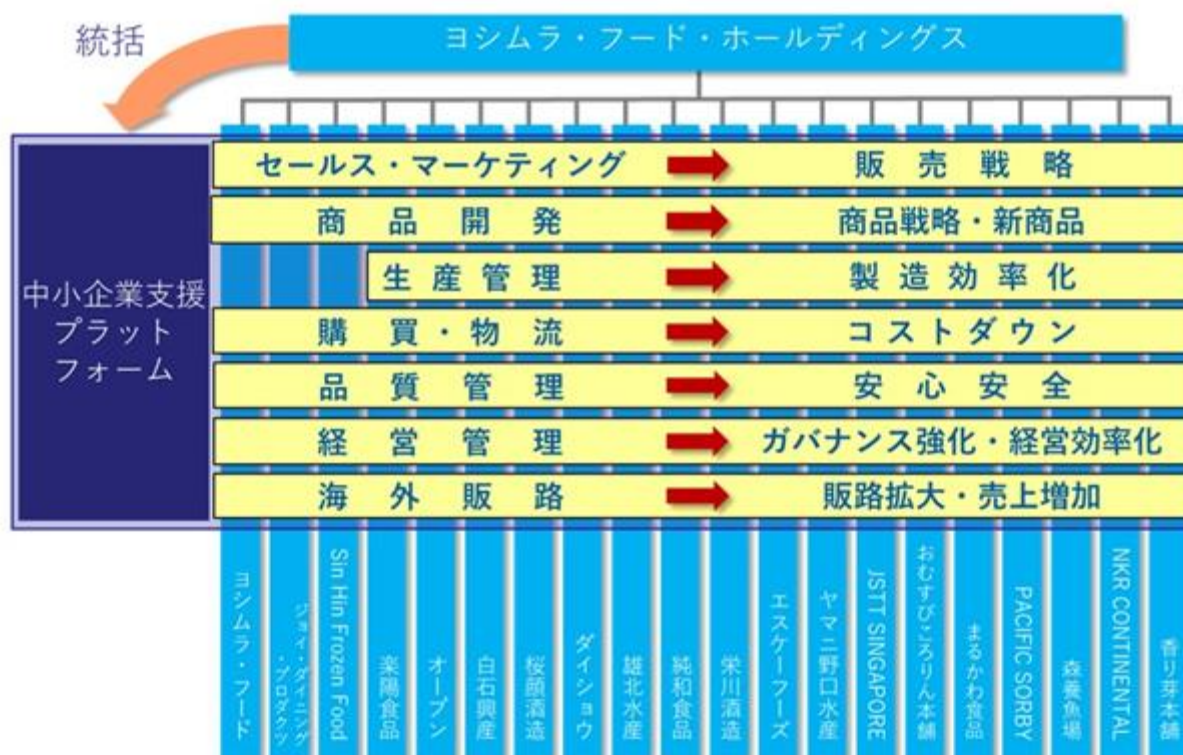 統括
ヨシムラ・フード・ホールディングス
中小企業支援
プラット
フォーム
セールス・マーケティング
販売戦略
商品開発
商品戦略・新商品
生産管理
製造効率化
購買・物流
コストダウン
品質管理
安心安全
経営管理
ガバナンス強化・経営効率化
海外販路
販路拡大・売上増加
ヨシムラ・フード
ジョイ・ダイニング
・プロダクツ
Sin Hin Frozen Food
楽陽食品
オーブン
白石興産
桜顔酒造
ダイショウ
雄北水産
純和食品
栄川酒造
エスケーフーズ
ヤマニ野口水産
JSTT SINGAPORE
おむすびころりん本舗
まるかわ食品
PACIFIC SORBY
森養魚場
NKR CONTINENTAL
香り芽本舗